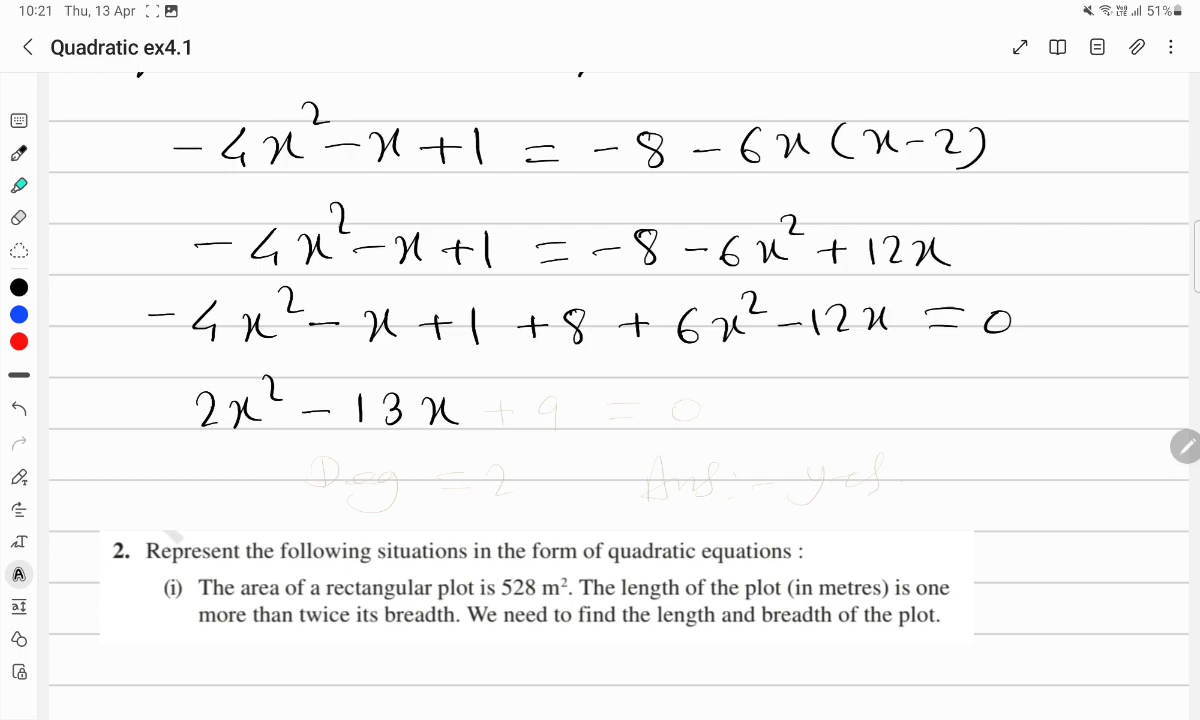 10:21 Thu, 13 Apr
51%
Quadratic ex4.1
-4x² - x + 1 = -8 - 6x(x-2)
-4x² - x + 1 = -8 - 6x² + 12x
-4x² - x + 1 + 8 + 6x² - 12x = 0
2x² - 13x + 9 = 0
Deg = 2 Ans:- yes.
2. Represent the following situations in the form of quadratic equations :
(i) The area of a rectangular plot is 528 m². The length of the plot (in metres) is one
more than twice its breadth. We need to find the length and breadth of the plot.